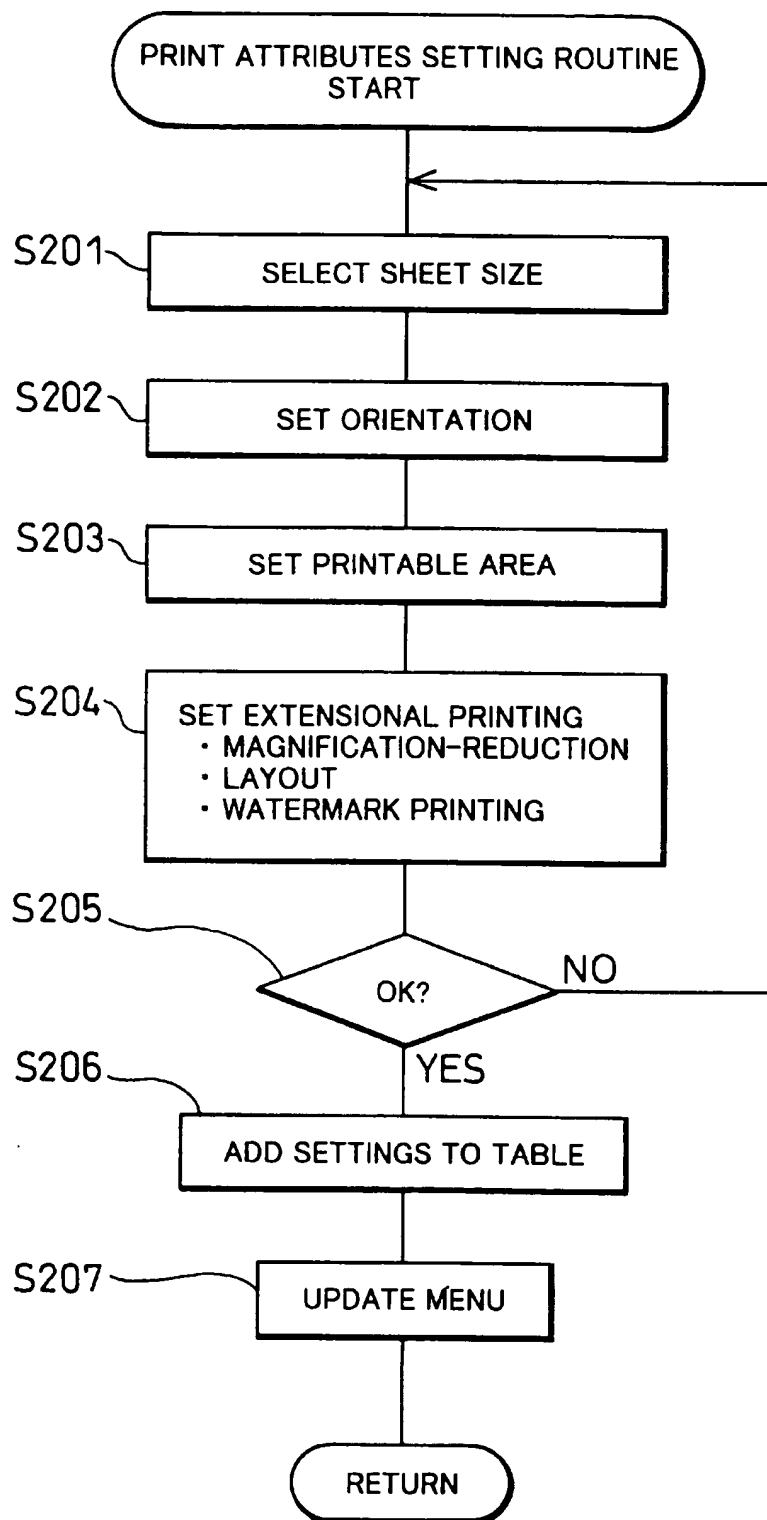 PRINT ATTRIBUTES SETTING ROUTINE
START
S201
SELECT SHEET SIZE
S202
SET ORIENTATION
S203
SET PRINTABLE AREA
S204
SET EXTENSIONAL PRINTING
· MAGNIFICATION-REDUCTION
· LAYOUT
· WATERMARK PRINTING
S205
OK?
NO
YES
S206
ADD SETTINGS TO TABLE
S207
UPDATE MENU
RETURN